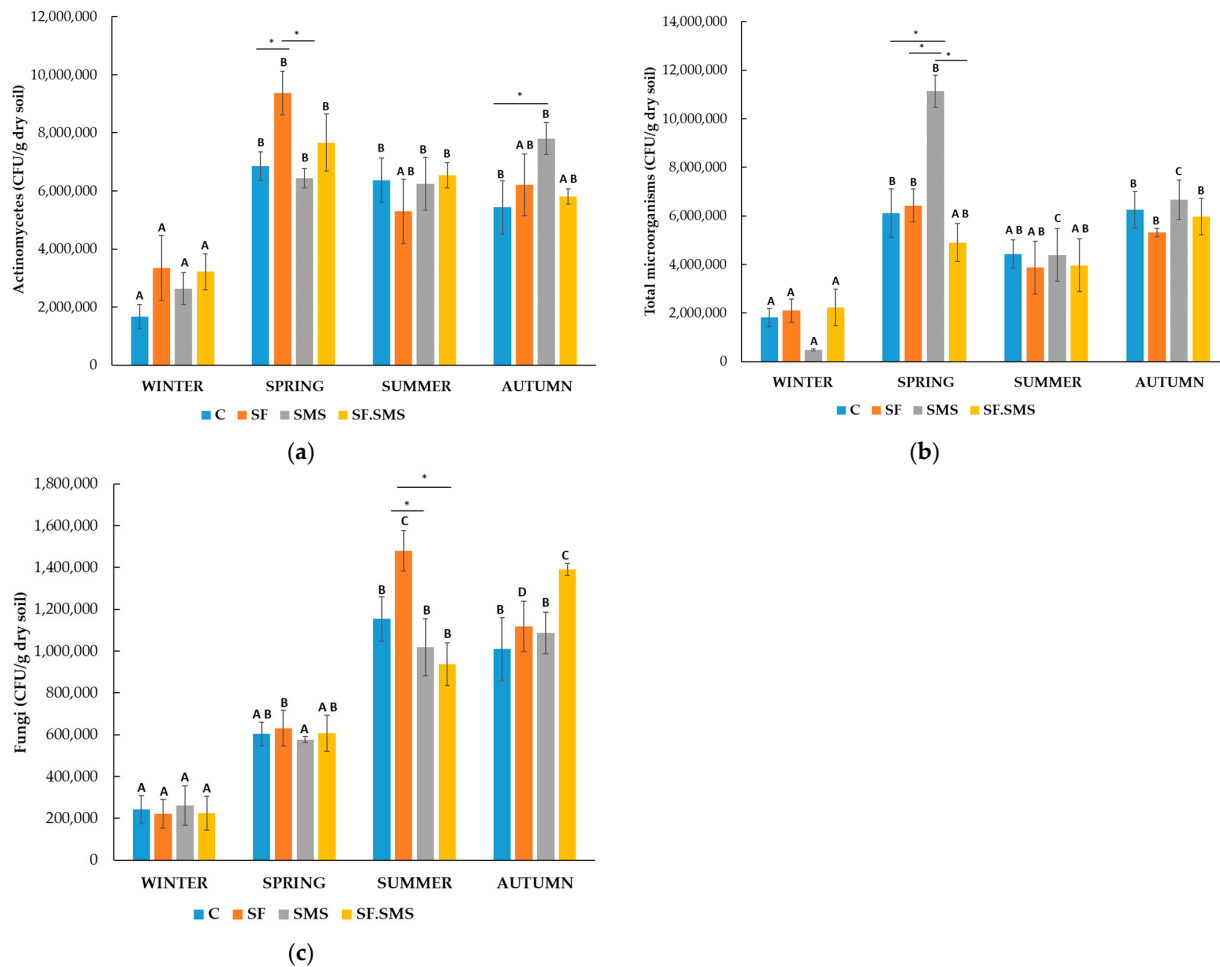 (a)
Actinomycetes (CFU/g dry soil)
12,000,000
10,000,000
8,000,000
6,000,000
4,000,000
2,000,000
0
* *
*
A A A A
B B B B
B A B B B
B A B B A B
WINTER SPRING SUMMER AUTUMN
C SF SMS SF.SMS
(a)
Total microorganisms (CFU/g dry soil)
14,000,000
12,000,000
10,000,000
8,000,000
6,000,000
4,000,000
2,000,000
0
*
* *
A A A A
B B B A B
A B A B C A B
B B C B
WINTER SPRING SUMMER AUTUMN
C SF SMS SF.SMS
(b)
Fungi (CFU/g dry soil)
1,800,000
1,600,000
1,400,000
1,200,000
1,000,000
800,000
600,000
400,000
200,000
0
*
*
A A A A
A B B A A B
B C B B
B D B C
WINTER SPRING SUMMER AUTUMN
C SF SMS SF.SMS
(c)